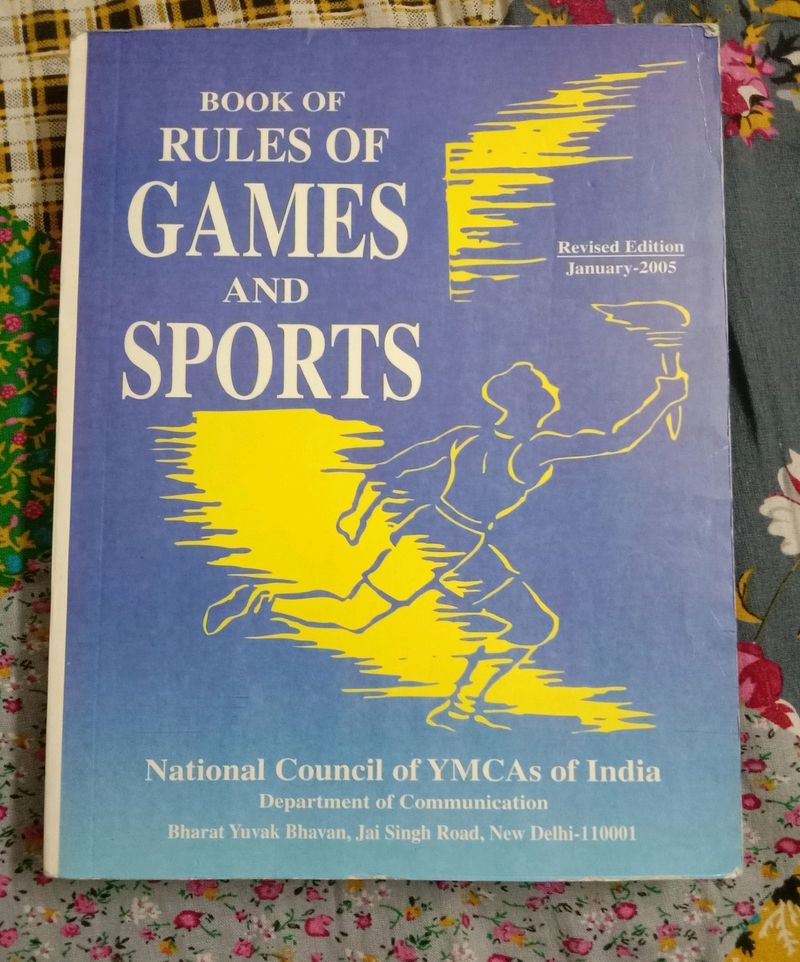 BOOK OF
RULES OF
GAMES
AND
SPORTS
Revised Edition
January-2005
National Council of YMCAs of India
Department of Communication
Bharat Yuvak Bhavan, Jai Singh Road, New Delhi-110001